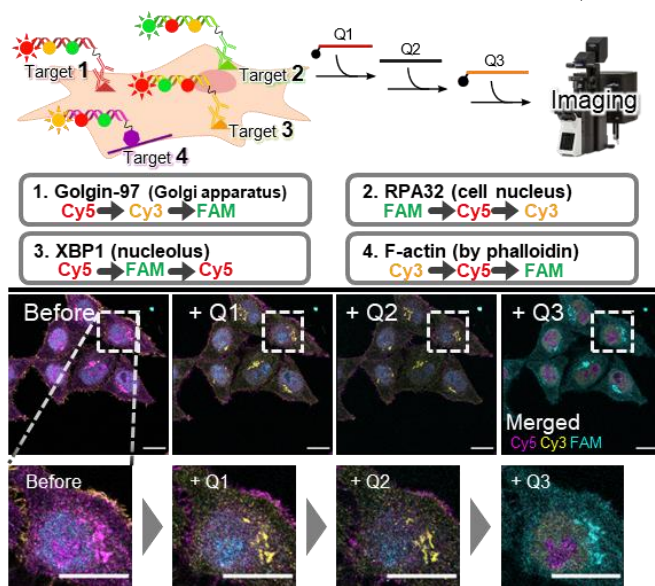 Q1
Q2
Q3
Target 1
Target 2
Target 3
Target 4
Imaging
1. Golgin-97 (Golgi apparatus)
Cy5 Cy3 FAM
2. RPA32 (cell nucleus)
FAM Cy5 Cy3
3. XBP1 (nucleolus)
Cy5 FAM Cy5
4. F-actin (by phalloidin)
Cy3 Cy5 FAM
Before
+ Q1
+ Q2
+ Q3
Merged
Cy5 Cy3 FAM
Before
+ Q1
+ Q2
+ Q3